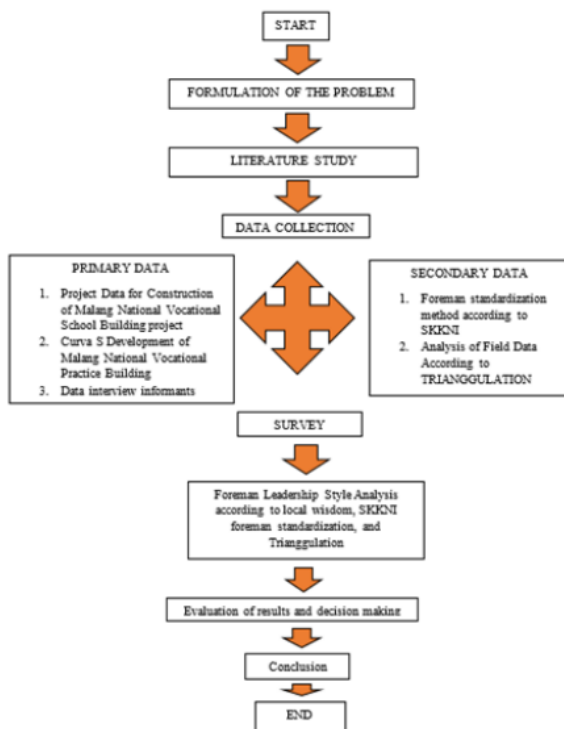 START
FORMULATION OF THE PROBLEM
LITERATURE STUDY
DATA COLLECTION
PRIMARY DATA
1. Project Data for Construction
of Malang National Vocational
School Building project
2. Curva S Development of
Malang National Vocational
Practice Building
3. Data interview informants
SECONDARY DATA
1. Foreman standardization
method according to
SKKNI
2. Analysis of Field Data
According to
TRIANGGULATION
SURVEY
Foreman Leadership Style Analysis
according to local wisdom, SKKNI
foreman standardization, and
Trianggulation
Evaluation of results and decision making
Conclusion
END